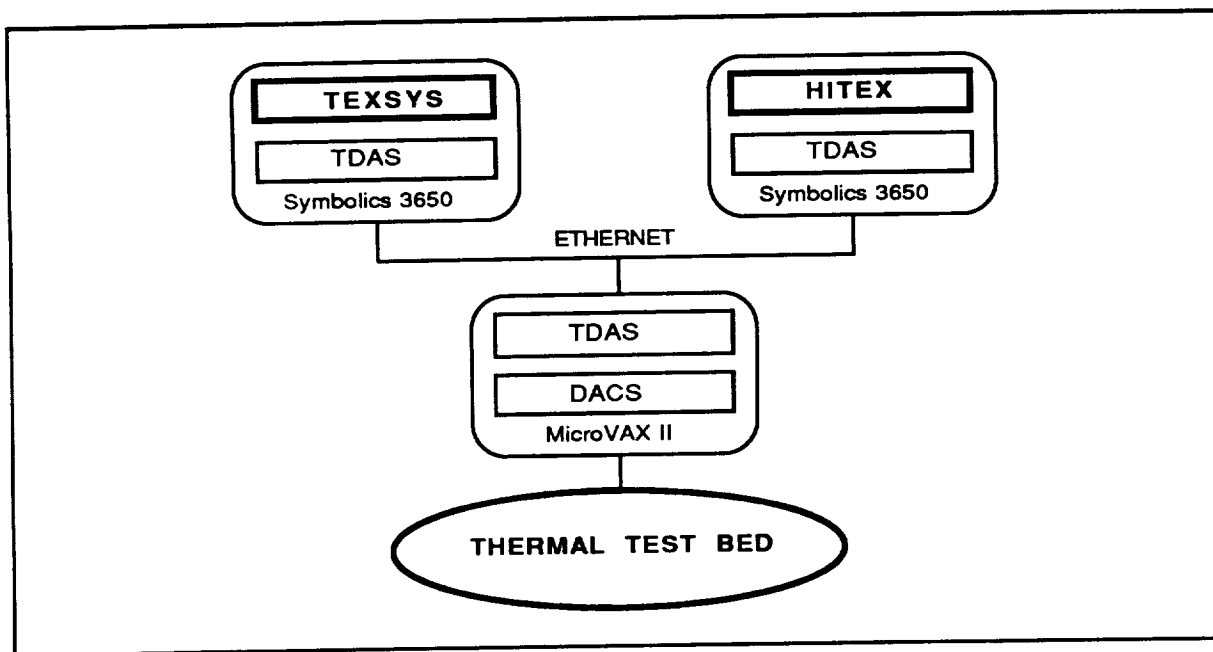 TEXSYS
TDAS
Symbolics 3650
HITEX
TDAS
Symbolics 3650
ETHERNET
TDAS
DACS
MicroVAX II
THERMAL TEST BED